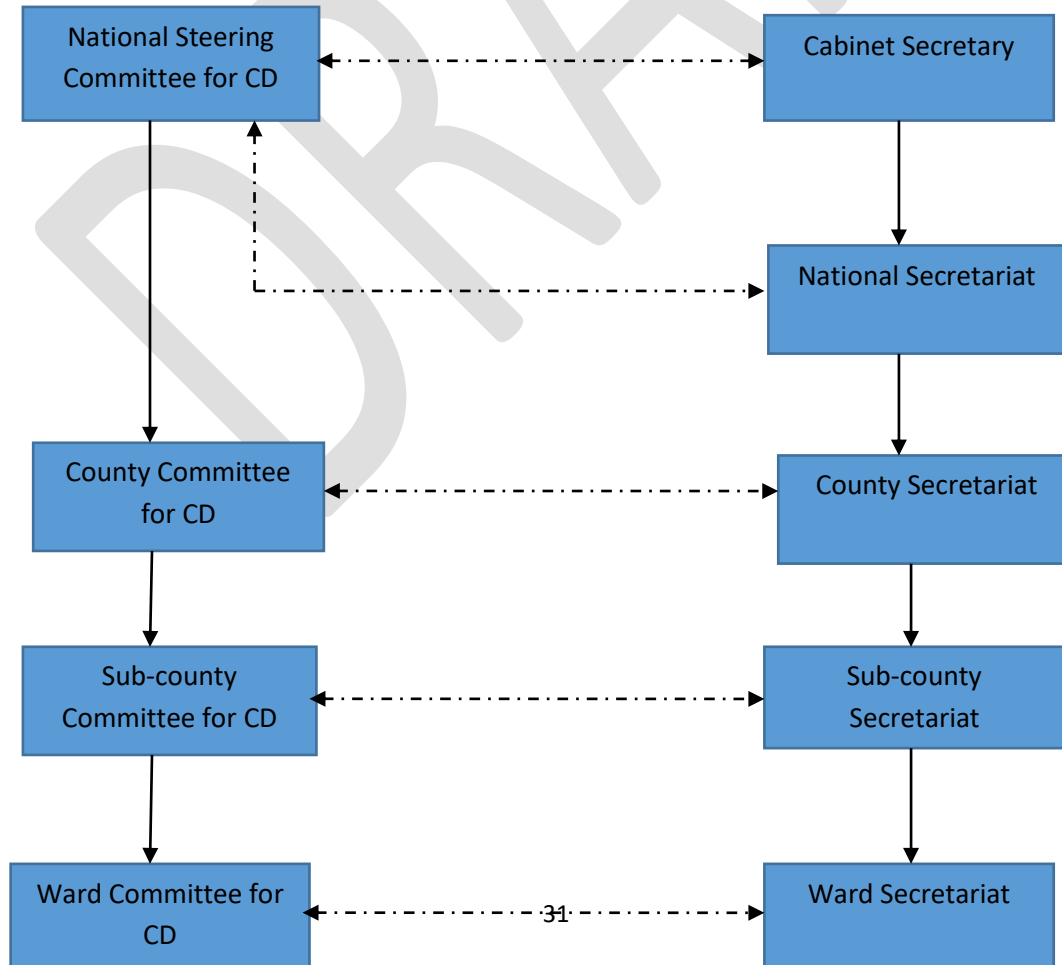 National Steering
Committee for CD
Cabinet Secretary
National Secretariat
County Committee
for CD
County Secretariat
Sub-county
Committee for CD
Sub-county
Secretariat
Ward Committee for
CD
Ward Secretariat
31
DRA